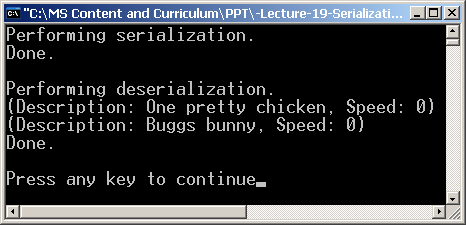 "C:\MS Content and Curriculum\PPT\-Lecture-19-Serializati...
Performing serialization.
Done.
Performing deserialization.
(Description: One pretty chicken, Speed: 0)
(Description: Buggs bunny, Speed: 0)
Done.
Press any key to continue_